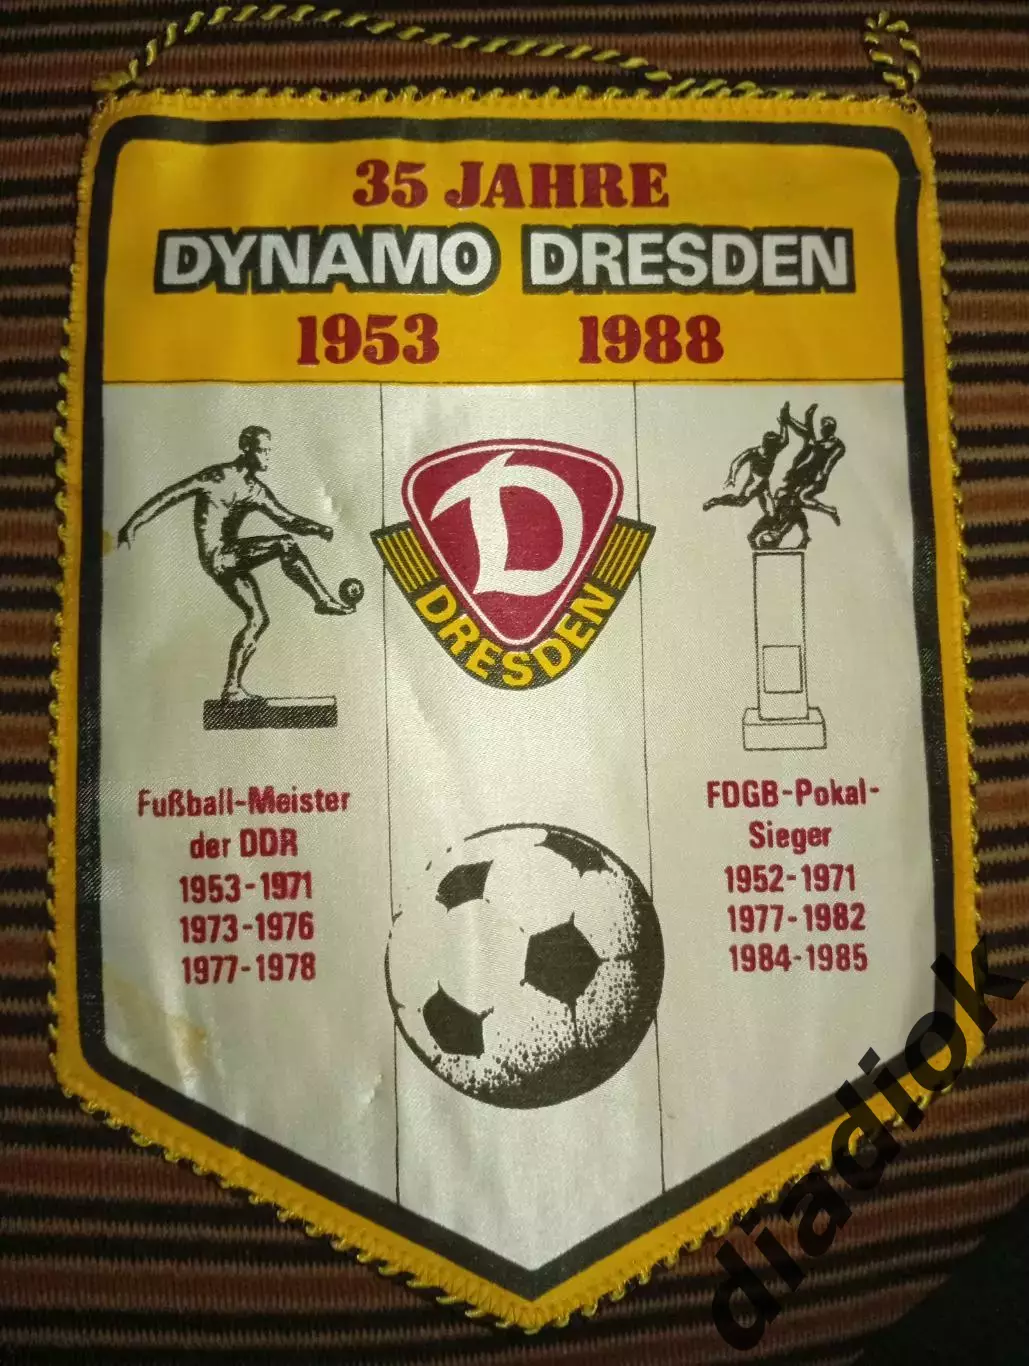 35 JAHRE
DYNAMO DRESDEN
1953 1988
D
DRESDEN
Fußball-Meister
der DDR
1953-1971
1973-1976
1977-1978
FDGB-Pokal-
Sieger
1952-1971
1977-1982
1984-1985
diadiok